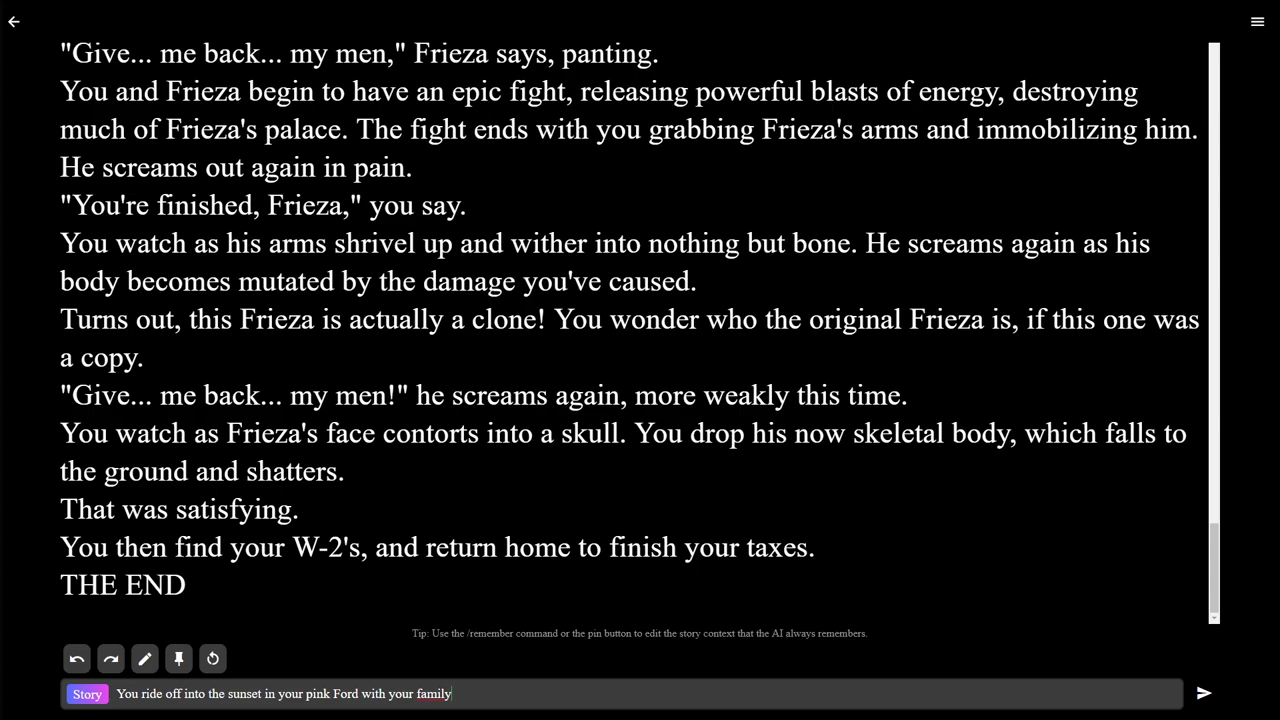 "Give... me back... my men," Frieza says, panting.
You and Frieza begin to have an epic fight, releasing powerful blasts of energy, destroying
much of Frieza's palace. The fight ends with you grabbing Frieza's arms and immobilizing him.
He screams out again in pain.
"You're finished, Frieza," you say.
You watch as his arms shrivel up and wither into nothing but bone. He screams again as his
body becomes mutated by the damage you've caused.
Turns out, this Frieza is actually a clone! You wonder who the original Frieza is, if this one was
a copy.
"Give... me back... my men!" he screams again, more weakly this time.
You watch as Frieza's face contorts into a skull. You drop his now skeletal body, which falls to
the ground and shatters.
That was satisfying.
You then find your W-2's, and return home to finish your taxes.
THE END
Tip: Use the /remember command or the pin button to edit the story context that the AI always remembers.
Story You ride off into the sunset in your pink Ford with your family